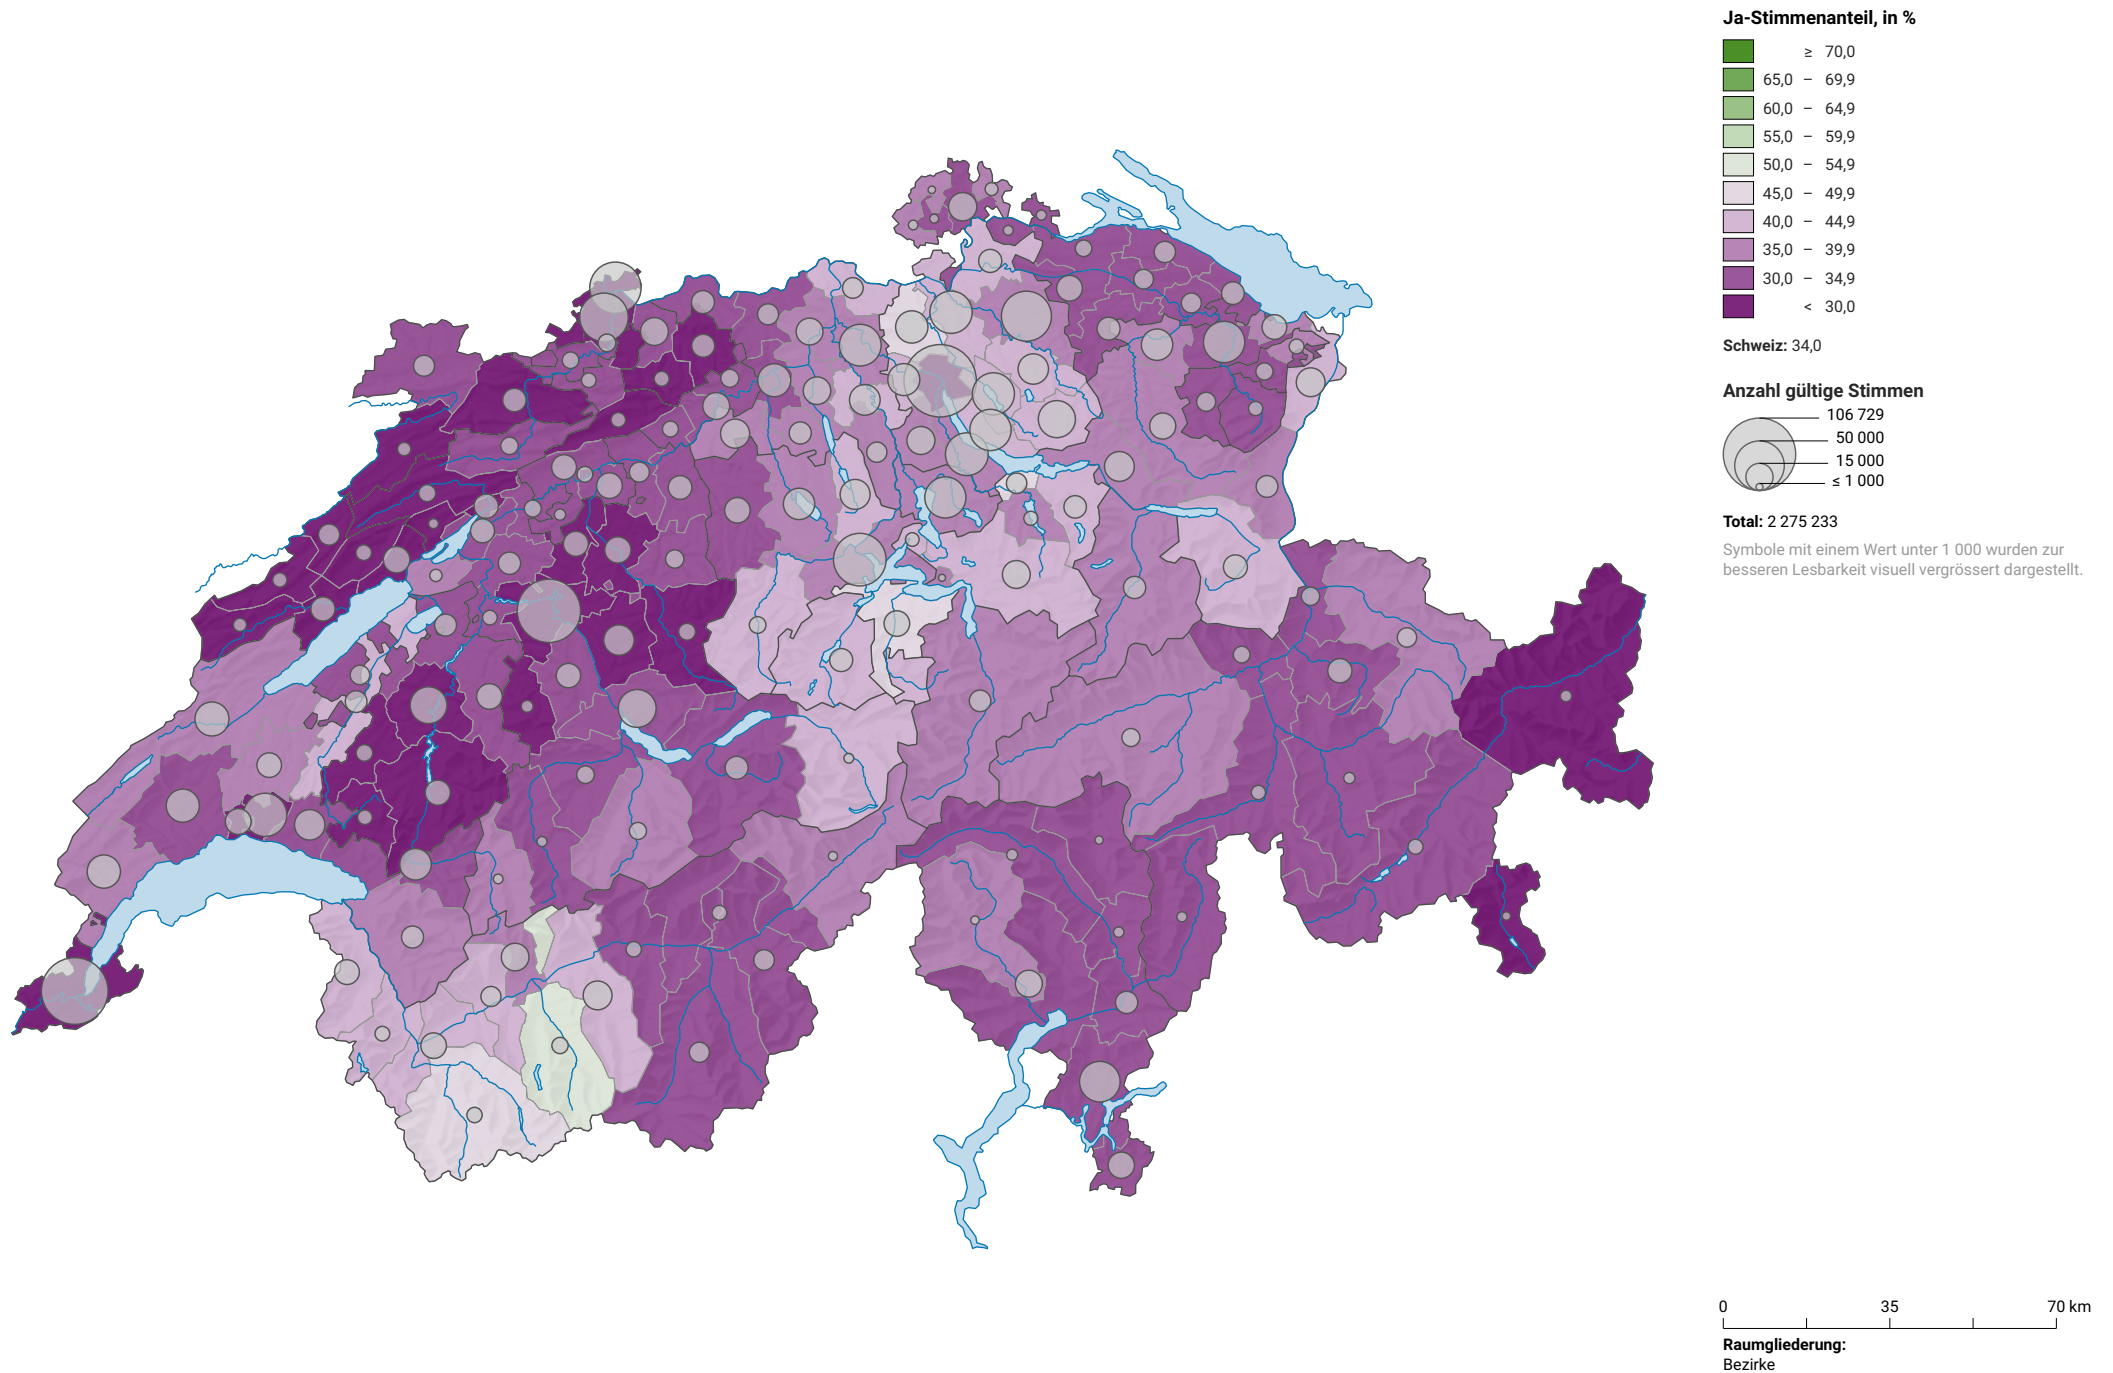 Ja-Stimmenanteil, in %
≥ 70,0
65,0 – 69,9
60,0 – 64,9
55,0 – 59,9
50,0 – 54,9
45,0 – 49,9
40,0 – 44,9
35,0 – 39,9
30,0 – 34,9
< 30,0
Schweiz: 34,0
Anzahl gültige Stimmen
106 729
50 000
15 000
≤ 1 000
Total: 2 275 233
Symbole mit einem Wert unter 1 000 wurden zur
besseren Lesbarkeit visuell vergrössert dargestellt.
0 35 70 km
Raumgliederung:
Bezirke